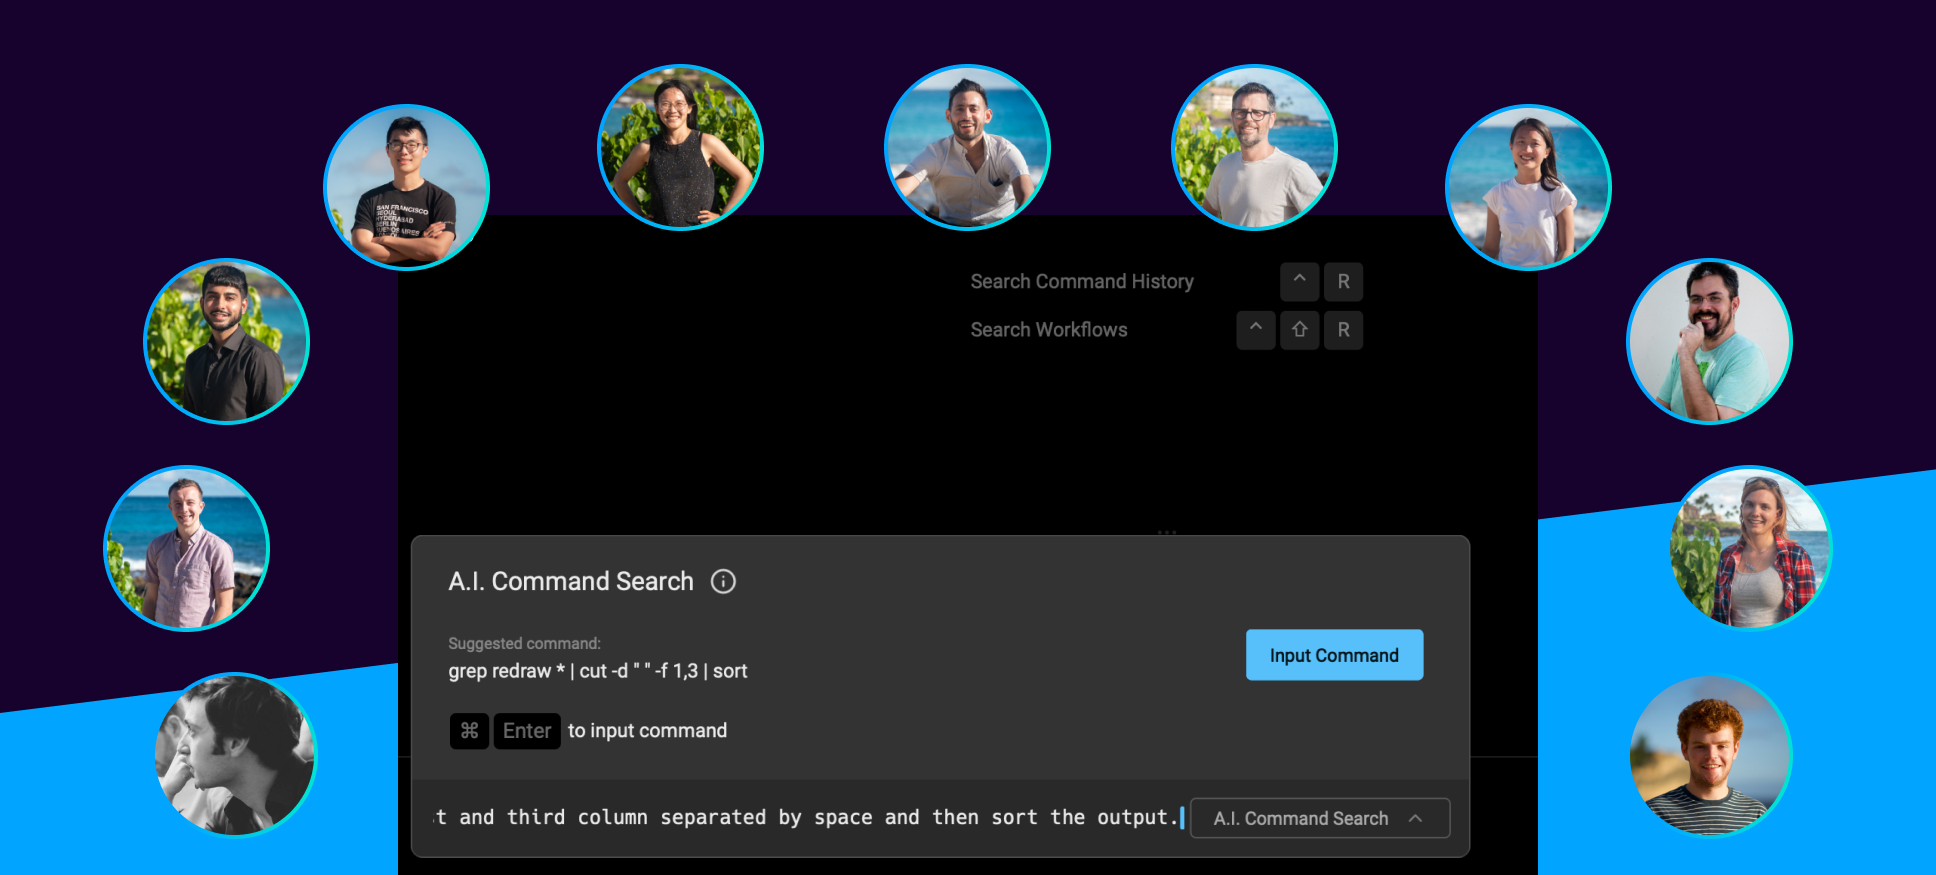 SAN FRANCISCO
SEOUL
HYDERABAD
BERLIN
BUENOS AIRES
Search Command History ^ R
Search Workflows ^ ⇧ R
A.I. Command Search
Suggested command:
grep redraw * | cut -d " " -f 1,3 | sort
Input Command
⌘ Enter to input command
t and third column separated by space and then sort the output.
A.I. Command Search